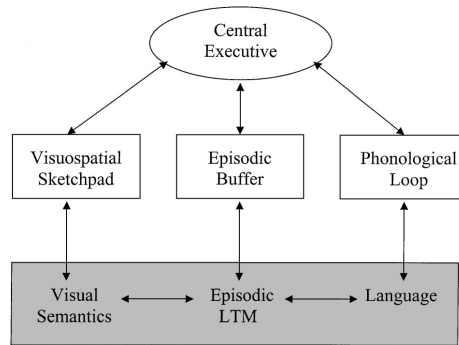 Central
Executive
Visuospatial
Sketchpad
Episodic
Buffer
Phonological
Loop
Visual
Semantics
Episodic
LTM
Language